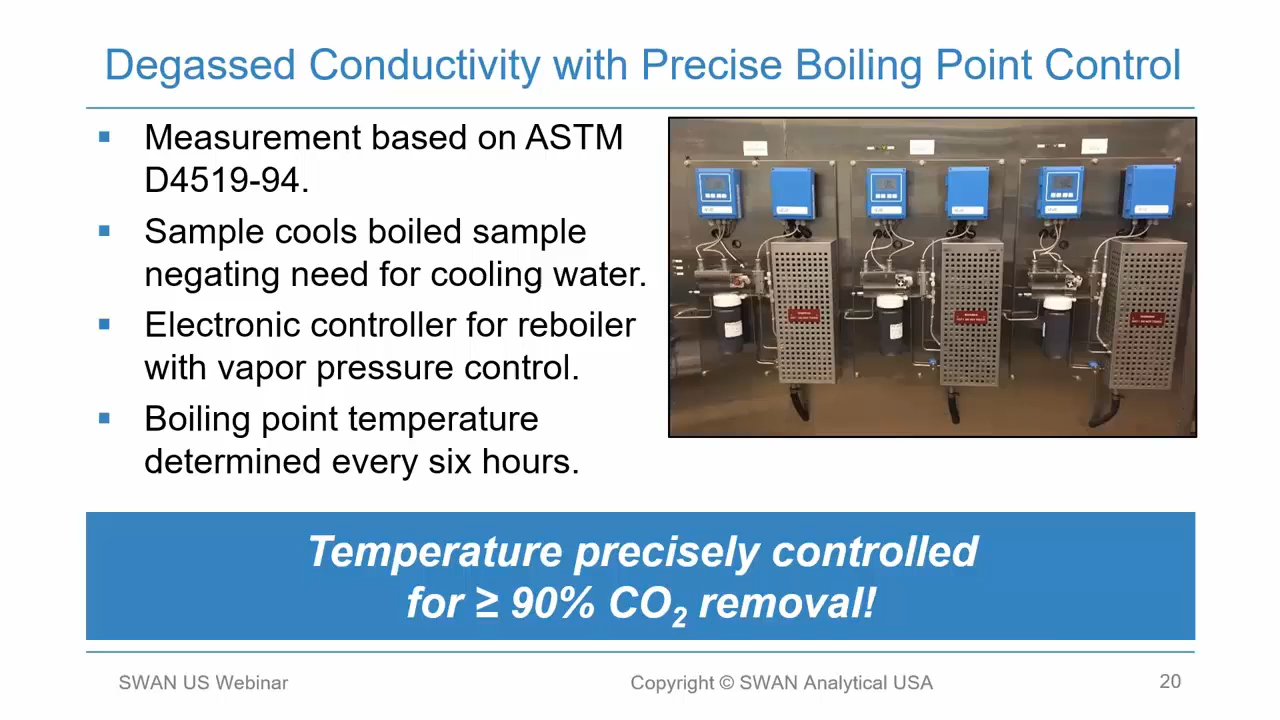 Degassed Conductivity with Precise Boiling Point Control
▪ Measurement based on ASTM
D4519-94.
▪ Sample cools boiled sample
negating need for cooling water.
▪ Electronic controller for reboiler
with vapor pressure control.
▪ Boiling point temperature
determined every six hours.
Temperature precisely controlled
for ≥ 90% CO₂ removal!
SWAN US Webinar
Copyright © SWAN Analytical USA
20